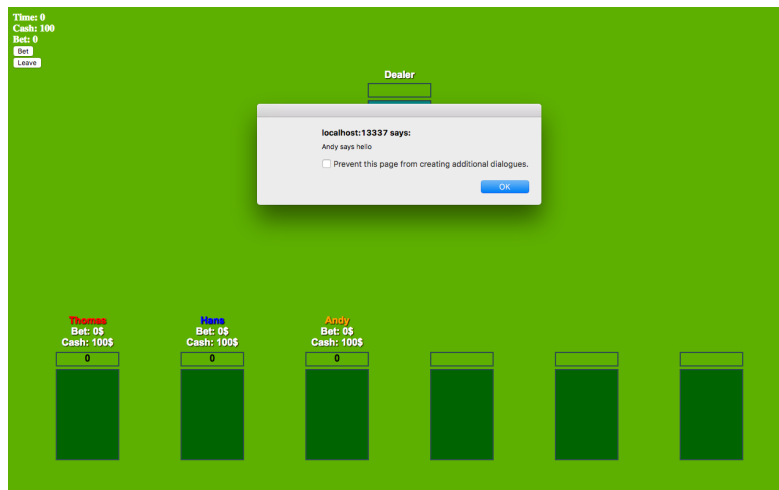 Time: 0
Cash: 100
Bet: 0
Bet
Leave
Dealer
localhost:13337 says:
Andy says hello
Prevent this page from creating additional dialogues.
OK
Thomas
Bet: 0$
Cash: 100$
0
Hans
Bet: 0$
Cash: 100$
0
Andy
Bet: 0$
Cash: 100$
0